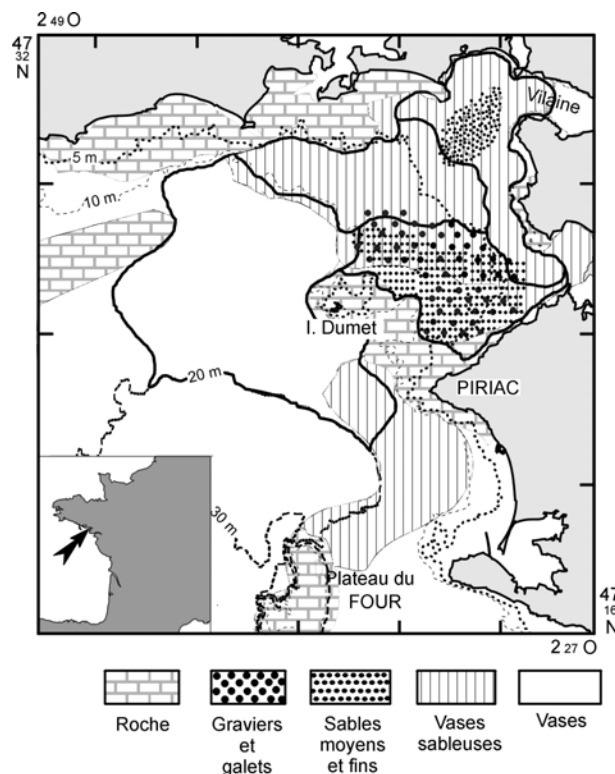 2 49 O
47
32
N
Vilaine
5 m
10 m
I. Dumet
20 m
PIRIAC
30 m
Plateau du
FOUR
47
16
N
2 27 O
Roche
Graviers
et
galets
Sables
moyens
et fins
Vases
sableuses
Vases